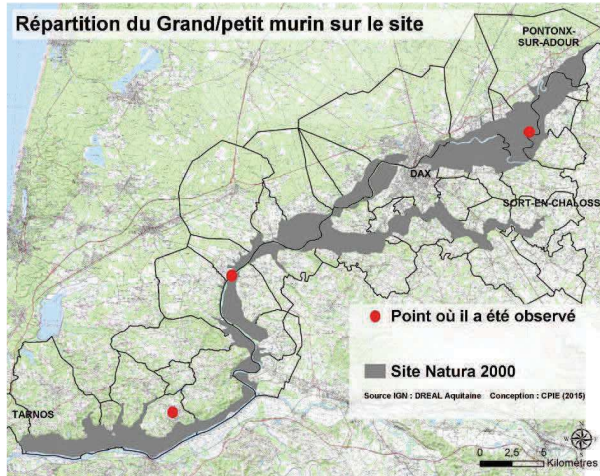 Répartition du Grand/petit murin sur le site
PONTONX-
SUR-ADOUR
DAX
SORT-EN-CHALOSS
Point où il a été observé
Site Natura 2000
Source IGN : DREAL Aquitaine Conception : CPIE (2015)
TARNOS
0 2,5 5
Kilomètres